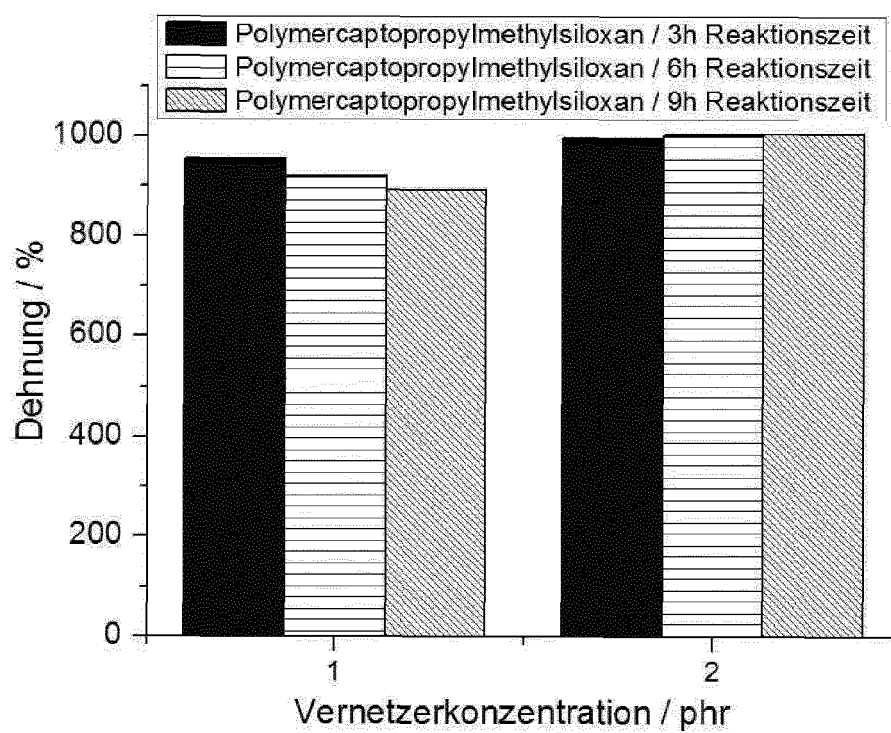 Polymercaptopropylmethylsiloxan / 3h Reaktionszeit
Polymercaptopropylmethylsiloxan / 6h Reaktionszeit
Polymercaptopropylmethylsiloxan / 9h Reaktionszeit
1000
800
600
400
200
0
Dehnung / %
1 2
Vernetzerkonzentration / phr